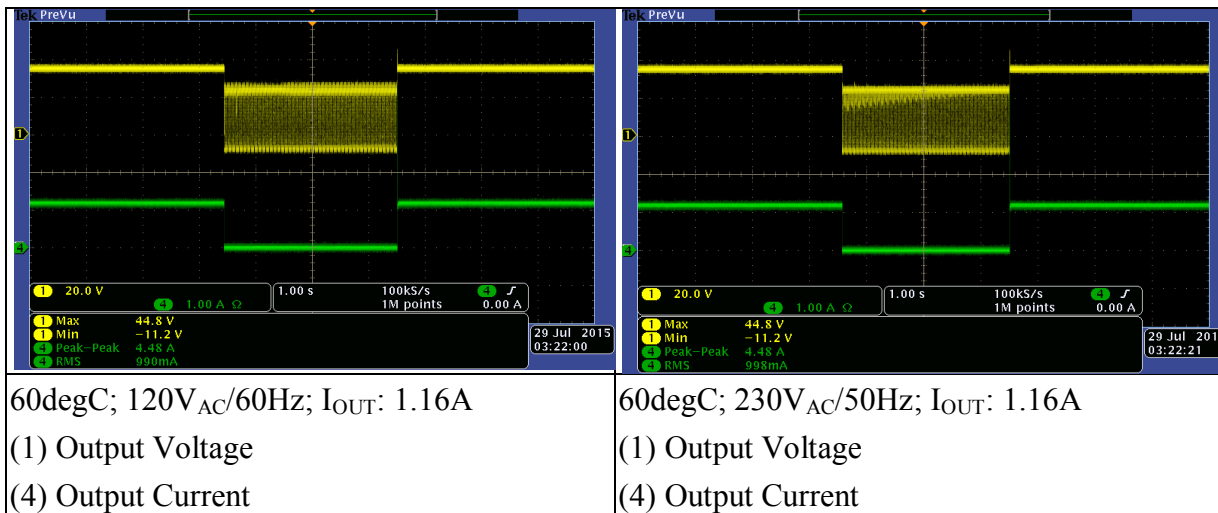 Tek PreVu
1
4
1 20.0 V
4 1.00 A Ω
1.00 s
100kS/s
1M points
4
0.00 A
1 Max 44.8 V
1 Min −11.2 V
4 Peak−Peak 4.48 A
4 RMS 990mA
29 Jul 2015
03:22:00
60degC; 120VAC/60Hz; IOUT: 1.16A
(1) Output Voltage
(4) Output Current
Tek PreVu
1
4
1 20.0 V
4 1.00 A Ω
1.00 s
100kS/s
1M points
4
0.00 A
1 Max 44.8 V
1 Min −11.2 V
4 Peak−Peak 4.48 A
4 RMS 998mA
29 Jul 201
03:22:21
60degC; 230VAC/50Hz; IOUT: 1.16A
(1) Output Voltage
(4) Output Current